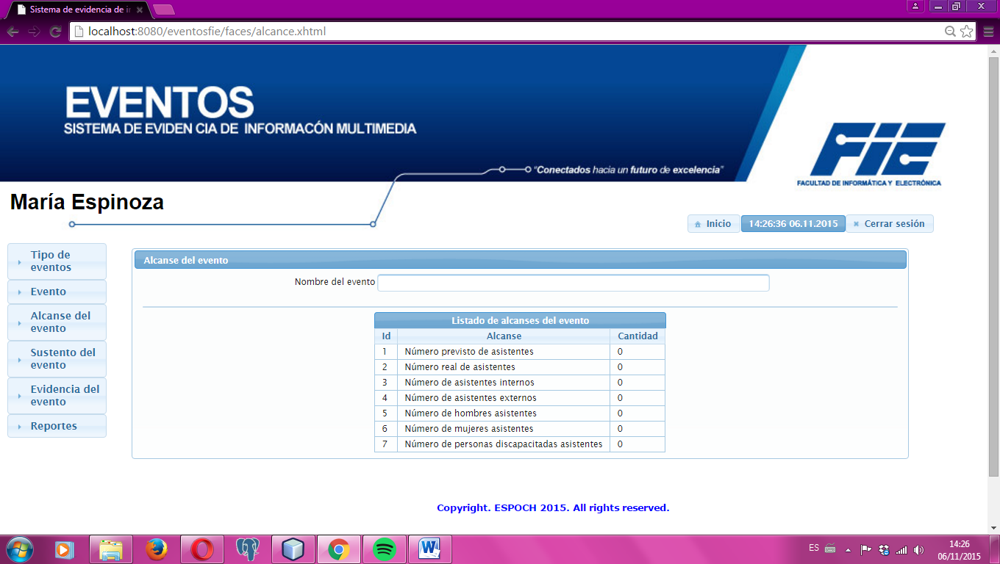 Sistema de evidencia de in
localhost:8080/eventosfie/faces/alcance.xhtml
EVENTOS
SISTEMA DE EVIDEN CIA DE INFORMACÓN MULTIMEDIA
"Conectados hacia un futuro de excelencia"
FIE
FACULTAD DE INFORMÁTICA Y ELECTRÓNICA
María Espinoza
Inicio
14:26:36 06.11.2015
Cerrar sesión
Tipo de
eventos
Evento
Alcanse del
evento
Sustento del
evento
Evidencia del
evento
Reportes
Alcanse del evento
Nombre del evento
Listado de alcanses del evento
Id Alcanse Cantidad
1 Número previsto de asistentes 0
2 Número real de asistentes 0
3 Número de asistentes internos 0
4 Número de asistentes externos 0
5 Número de hombres asistentes 0
6 Número de mujeres asistentes 0
7 Número de personas discapacitadas asistentes 0
Copyright. ESPOCH 2015. All rights reserved.
ES
14:26
06/11/2015